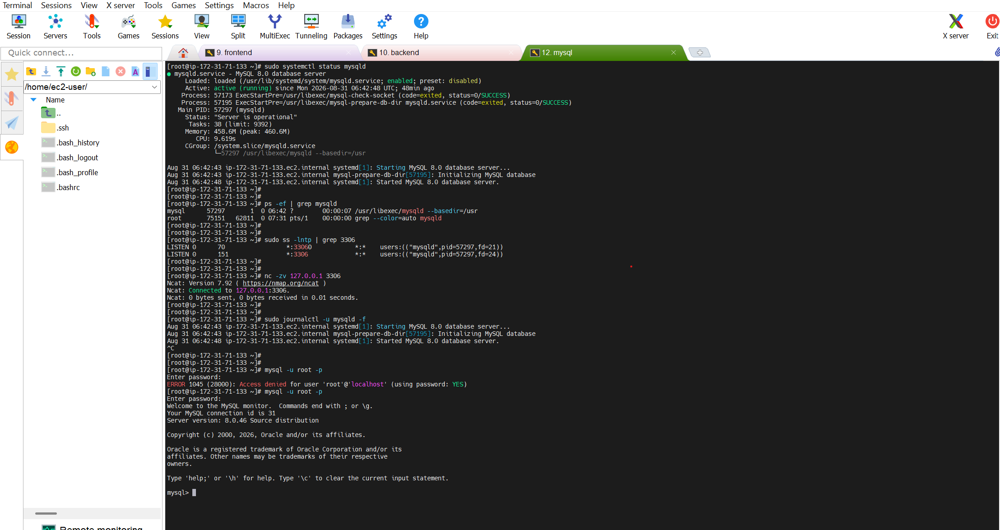 Terminal Sessions View X server Tools Games Settings Macros Help
Session Servers Tools Games Sessions View Split MultiExec Tunneling Packages Settings Help X server Exit
Quick connect...
9. frontend
10. backend
12. mysql
/home/ec2-user/
Name
..
.ssh
.bash_history
.bash_logout
.bash_profile
.bashrc
Remote monitoring
[root@ip-172-31-71-133 ~]# sudo systemctl status mysqld
● mysqld.service - MySQL 8.0 database server
     Loaded: loaded (/usr/lib/systemd/system/mysqld.service; enabled; preset: disabled)
     Active: active (running) since Mon 2026-08-31 06:42:48 UTC; 48min ago
    Process: 57173 ExecStartPre=/usr/libexec/mysql-check-socket (code=exited, status=0/SUCCESS)
    Process: 57195 ExecStartPre=/usr/libexec/mysql-prepare-db-dir mysqld.service (code=exited, status=0/SUCCESS)
   Main PID: 57297 (mysqld)
     Status: "Server is operational"
      Tasks: 38 (limit: 9392)
     Memory: 458.6M (peak: 460.6M)
        CPU: 9.619s
     CGroup: /system.slice/mysqld.service
             └─57297 /usr/libexec/mysqld --basedir=/usr
Aug 31 06:42:43 ip-172-31-71-133.ec2.internal systemd[1]: Starting MySQL 8.0 database server...
Aug 31 06:42:43 ip-172-31-71-133.ec2.internal mysql-prepare-db-dir[57195]: Initializing MySQL database
Aug 31 06:42:48 ip-172-31-71-133.ec2.internal systemd[1]: Started MySQL 8.0 database server.
[root@ip-172-31-71-133 ~]#
[root@ip-172-31-71-133 ~]#
[root@ip-172-31-71-133 ~]# ps -ef | grep mysqld
mysql      57297       1  0 06:42 ?        00:00:07 /usr/libexec/mysqld --basedir=/usr
root       75151   62811  0 07:31 pts/1    00:00:00 grep --color=auto mysqld
[root@ip-172-31-71-133 ~]#
[root@ip-172-31-71-133 ~]#
[root@ip-172-31-71-133 ~]# sudo ss -lntp | grep 3306
LISTEN 0      70                 *:33060            *:*    users:(("mysqld",pid=57297,fd=21))
LISTEN 0      151                *:3306             *:*    users:(("mysqld",pid=57297,fd=24))
[root@ip-172-31-71-133 ~]#
[root@ip-172-31-71-133 ~]#
[root@ip-172-31-71-133 ~]# nc -zv 127.0.0.1 3306
Ncat: Version 7.92 ( https://nmap.org/ncat )
Ncat: Connected to 127.0.0.1:3306.
Ncat: 0 bytes sent, 0 bytes received in 0.01 seconds.
[root@ip-172-31-71-133 ~]#
[root@ip-172-31-71-133 ~]#
[root@ip-172-31-71-133 ~]# sudo journalctl -u mysqld -f
Aug 31 06:42:43 ip-172-31-71-133.ec2.internal systemd[1]: Starting MySQL 8.0 database server...
Aug 31 06:42:43 ip-172-31-71-133.ec2.internal mysql-prepare-db-dir[57195]: Initializing MySQL database
Aug 31 06:42:48 ip-172-31-71-133.ec2.internal systemd[1]: Started MySQL 8.0 database server.
^C
[root@ip-172-31-71-133 ~]#
[root@ip-172-31-71-133 ~]#
[root@ip-172-31-71-133 ~]# mysql -u root -p
Enter password:
ERROR 1045 (28000): Access denied for user 'root'@'localhost' (using password: YES)
[root@ip-172-31-71-133 ~]# mysql -u root -p
Enter password:
Welcome to the MySQL monitor.  Commands end with ; or \g.
Your MySQL connection id is 31
Server version: 8.0.46 Source distribution
Copyright (c) 2000, 2026, Oracle and/or its affiliates.
Oracle is a registered trademark of Oracle Corporation and/or its
affiliates. Other names may be trademarks of their respective
owners.
Type 'help;' or '\h' for help. Type '\c' to clear the current input statement.
mysql>